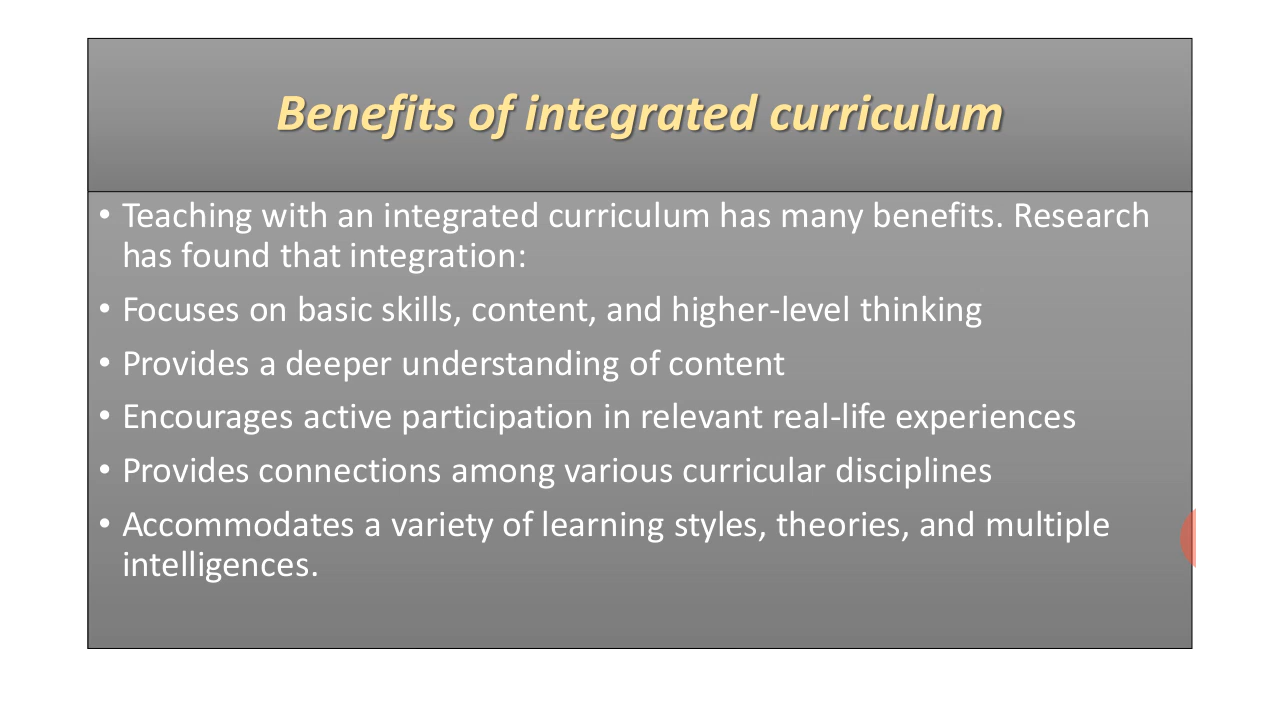 Benefits of integrated curriculum
• Teaching with an integrated curriculum has many benefits. Research
has found that integration:
• Focuses on basic skills, content, and higher-level thinking
• Provides a deeper understanding of content
• Encourages active participation in relevant real-life experiences
• Provides connections among various curricular disciplines
• Accommodates a variety of learning styles, theories, and multiple
intelligences.